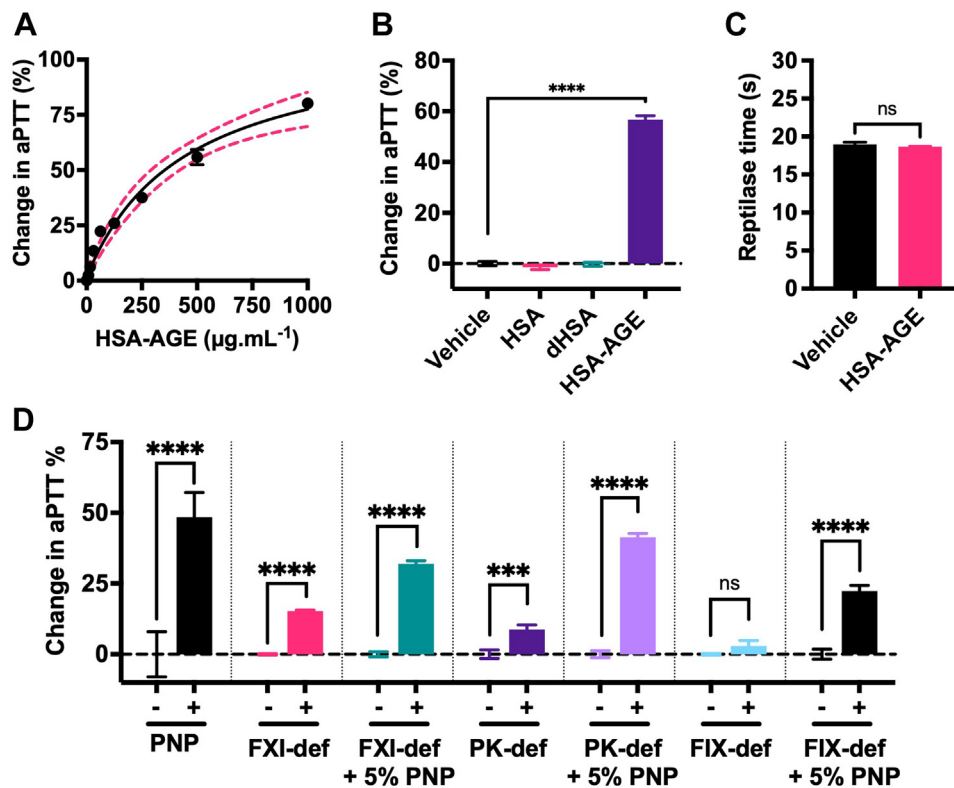 A
Change in aPTT (%)
100
75
50
25
0
0 250 500 750 1000
HSA-AGE (µg.mL-1)
B
Change in aPTT (%)
80
60
40
20
0
****
Vehicle
HSA
dHSA
HSA-AGE
C
Reptilase time (s)
30
25
20
15
10
5
0
ns
Vehicle
HSA-AGE
D
Change in aPTT %
75
50
25
0
**** **** **** *** **** ns ****
- + - + - + - + - + - + - +
PNP FXI-def FXI-def PK-def PK-def FIX-def FIX-def
+ 5% PNP + 5% PNP + 5% PNP